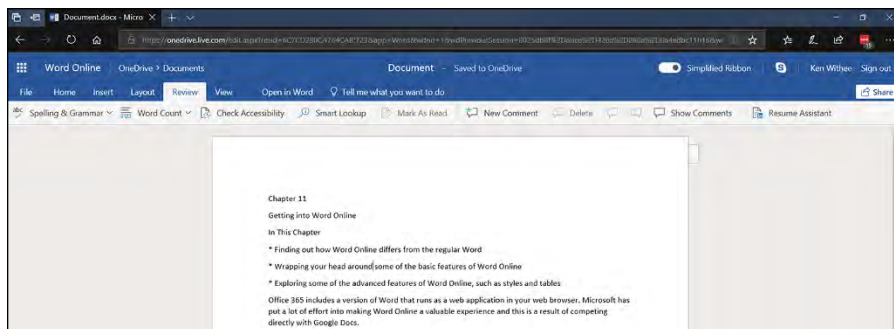 Document.docx - Micro
https://onedrive.live.com/edit.aspx
Word Online OneDrive > Documents Document - Saved to OneDrive Simplified Ribbon Ken Withee Sign out
File Home Insert Layout Review View Open in Word Tell me what you want to do Share
abc Spelling & Grammar Word Count Check Accessibility Smart Lookup Mark As Read New Comment Delete Show Comments Resume Assistant
Chapter 11
Getting into Word Online
In This Chapter
* Finding out how Word Online differs from the regular Word
* Wrapping your head around some of the basic features of Word Online
* Exploring some of the advanced features of Word Online, such as styles and tables
Office 365 includes a version of Word that runs as a web application in your web browser. Microsoft has
put a lot of effort into making Word Online a valuable experience and this is a result of competing
directly with Google Docs.